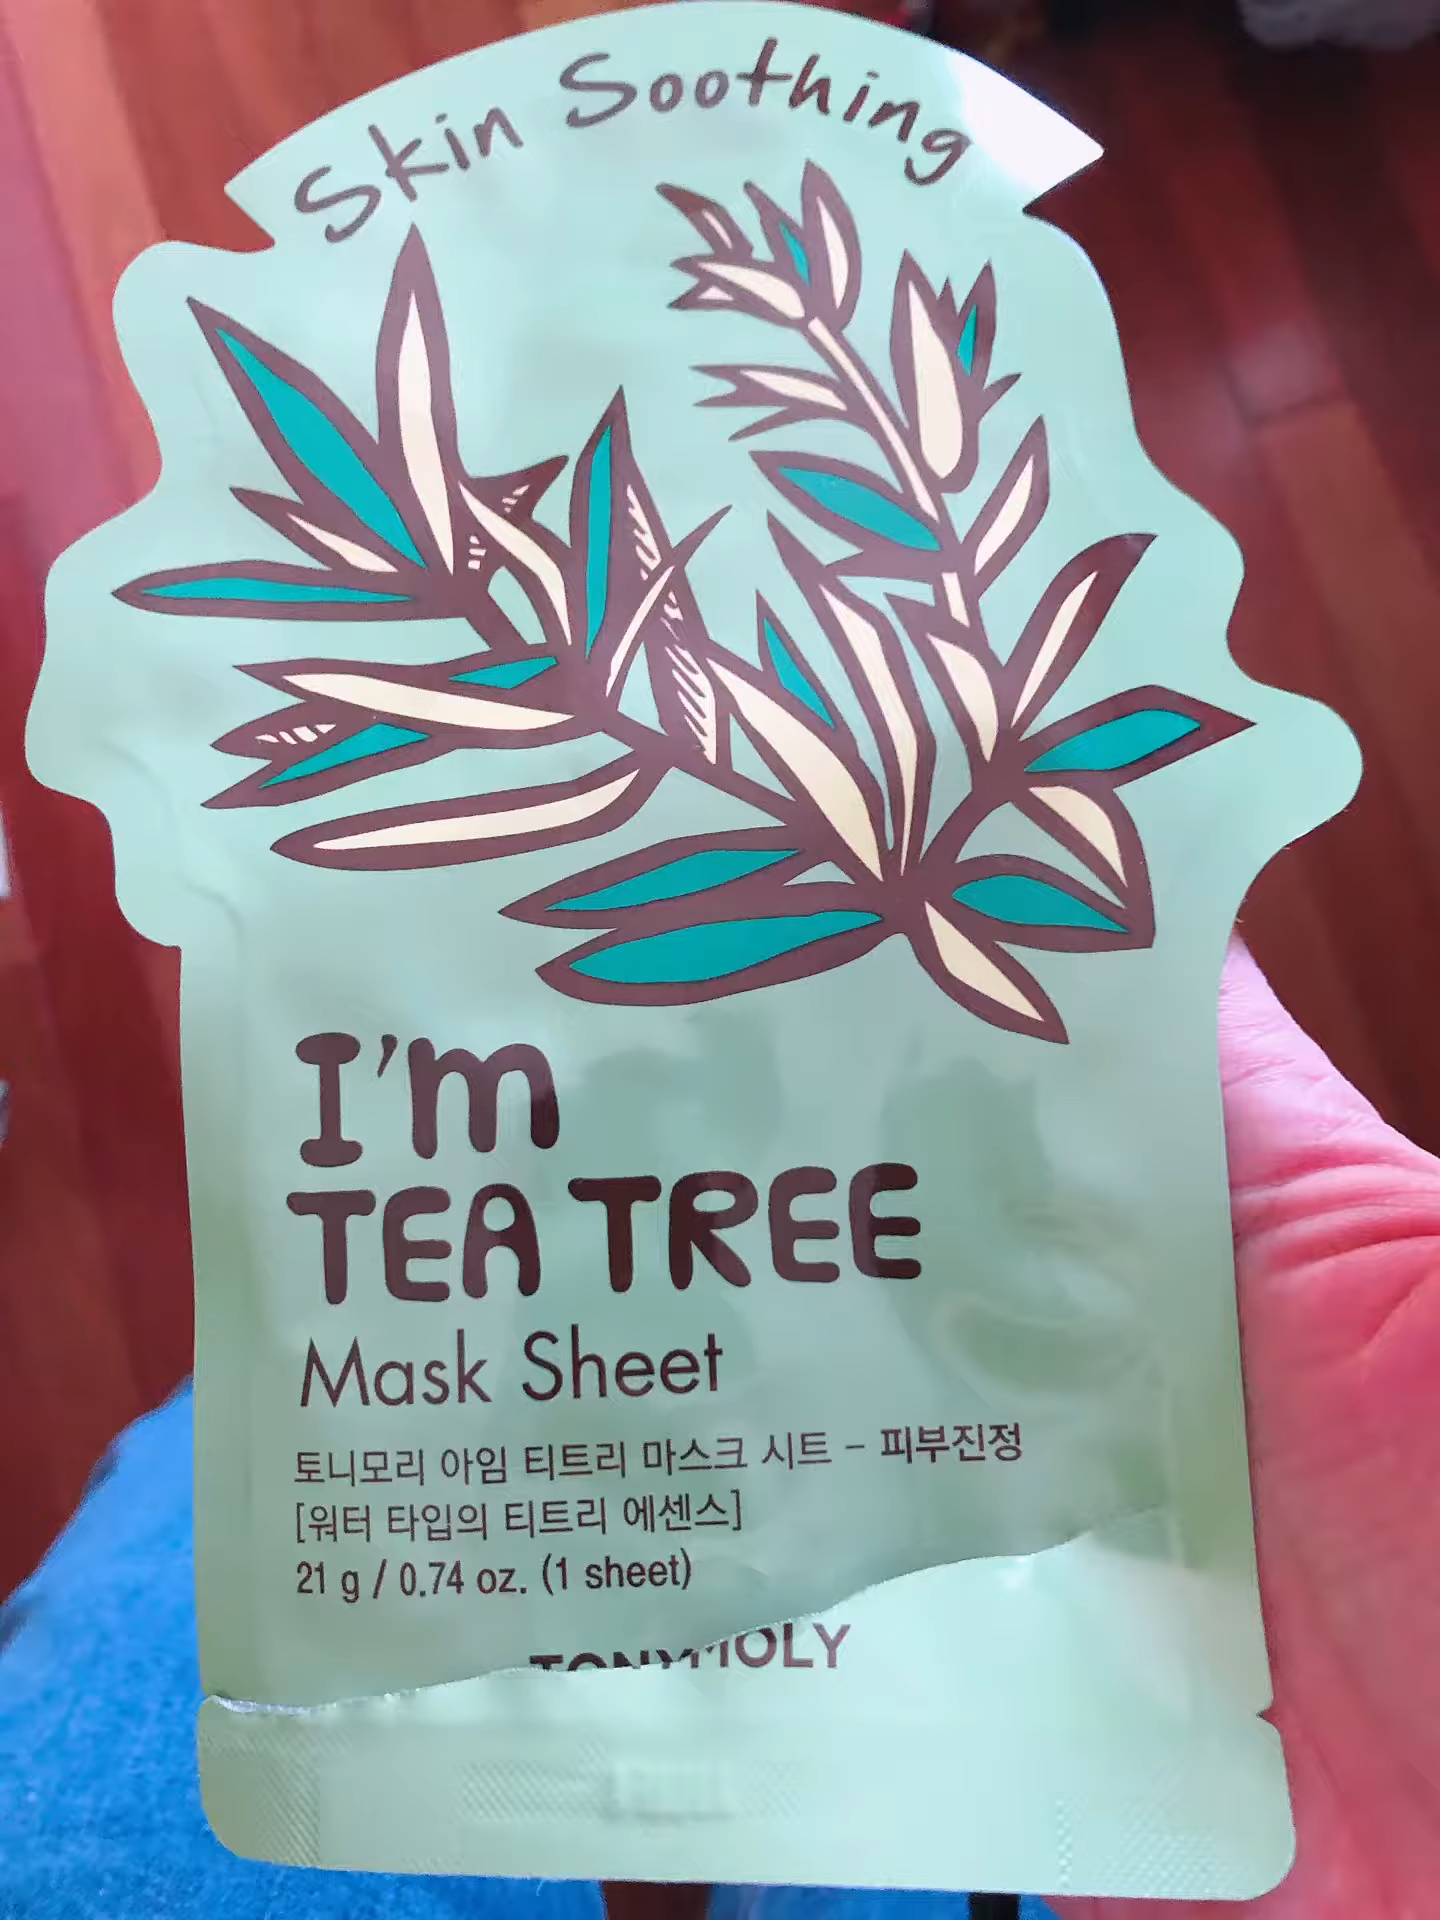 Skin Soothing
I'm
TEA TREE
Mask Sheet
토니모리 아임 티트리 마스크 시트 - 피부진정
[워터 타입의 티트리 에센스]
21 g / 0.74 oz. (1 sheet)
TONYMOLY